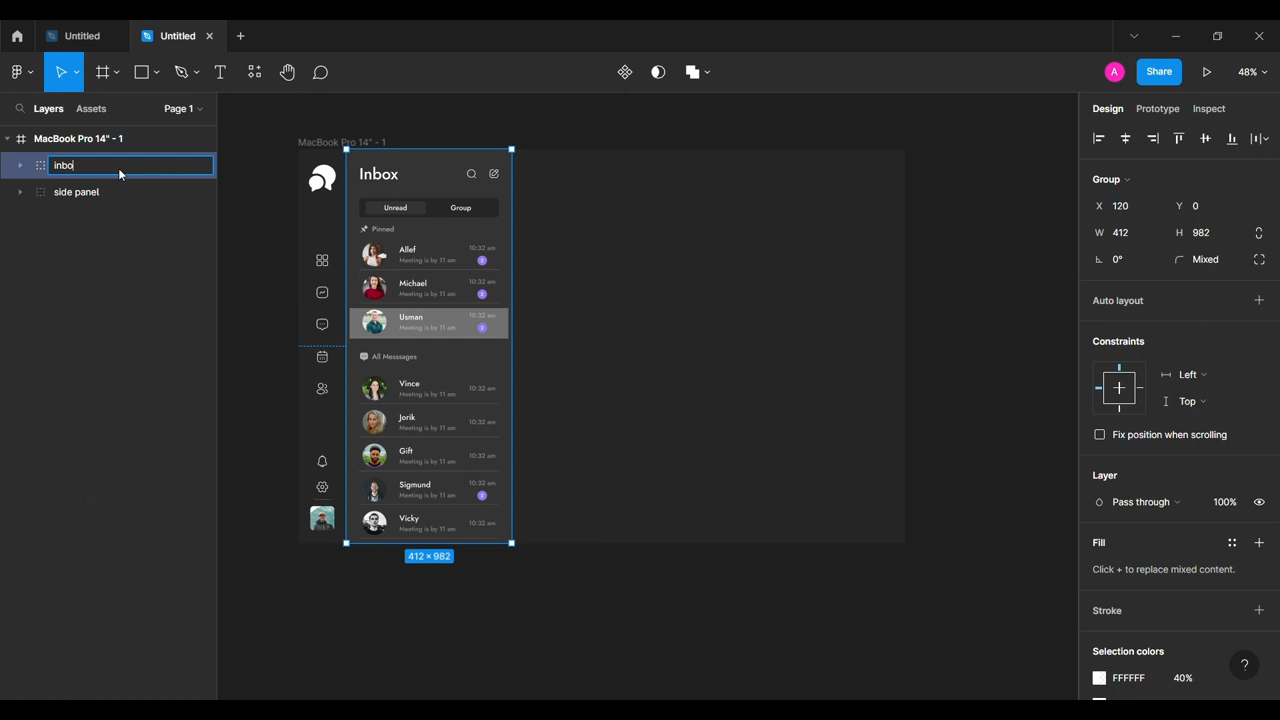 Untitled
Untitled
Share
48%
A
Layers Assets Page 1
MacBook Pro 14" - 1
inbo
side panel
MacBook Pro 14" - 1
Inbox
Unread Group
Pinned
Allef 10:32 am
Meeting is by 11 am 2
Michael 10:32 am
Meeting is by 11 am 2
Usman 10:32 am
Meeting is by 11 am 2
All Messsages
Vince
Meeting is by 11 am 10:32 am
Jorik
Meeting is by 11 am 10:32 am
Gift
Meeting is by 11 am 10:32 am
Sigmund 10:32 am
Meeting is by 11 am 2
Vicky
Meeting is by 11 am 10:32 am
412 × 982
Design Prototype Inspect
Group
X 120 Y 0
W 412 H 982
0° Mixed
Auto layout
Constraints
Left
Top
Fix position when scrolling
Layer
Pass through 100%
Fill
Click + to replace mixed content.
Stroke
Selection colors
FFFFFF 40%
?